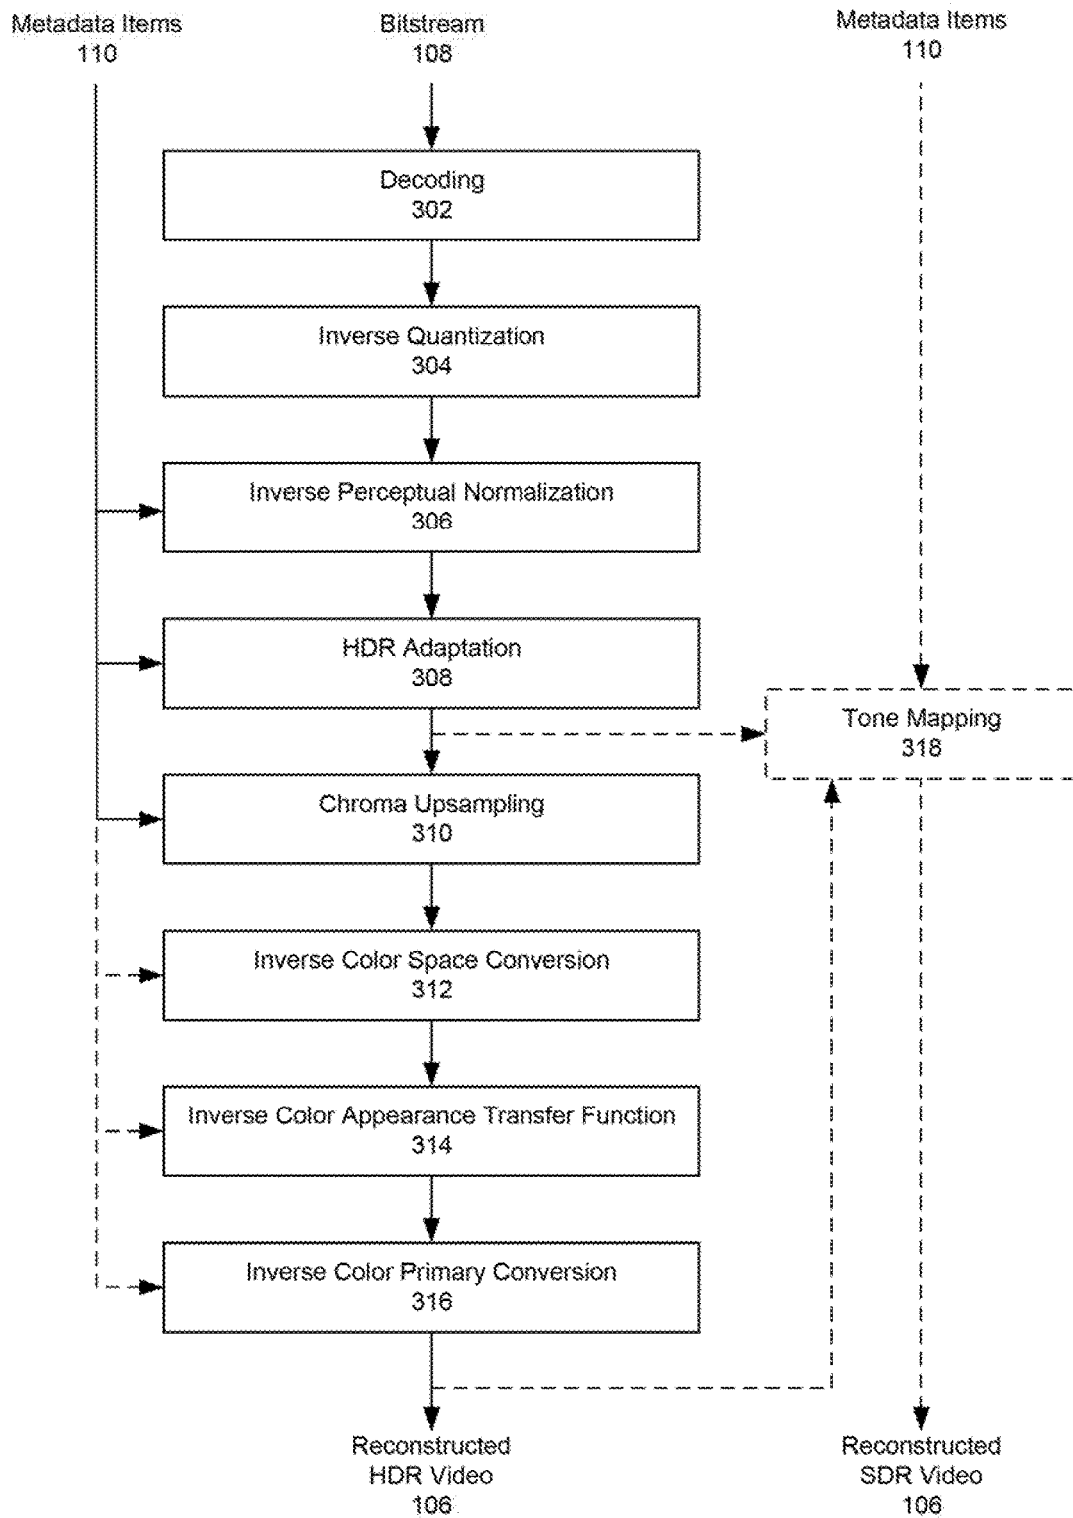 Metadata Items
110
Bitstream
108
Metadata Items
110
Decoding
302
Inverse Quantization
304
Inverse Perceptual Normalization
306
HDR Adaptation
308
Tone Mapping
318
Chroma Upsampling
310
Inverse Color Space Conversion
312
Inverse Color Appearance Transfer Function
314
Inverse Color Primary Conversion
316
Reconstructed
HDR Video
106
Reconstructed
SDR Video
106